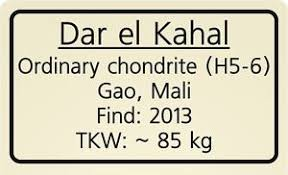 Dar el Kahal
Ordinary chondrite (H5-6)
Gao, Mali
Find: 2013
TKW: ~ 85 kg